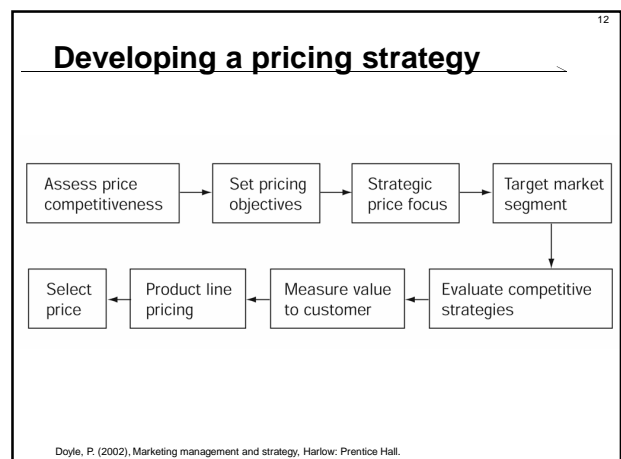 12
Developing a pricing strategy
Assess price
competitiveness
Set pricing
objectives
Strategic
price focus
Target market
segment
Evaluate competitive
strategies
Measure value
to customer
Product line
pricing
Select
price
Doyle, P. (2002), Marketing management and strategy, Harlow: Prentice Hall.